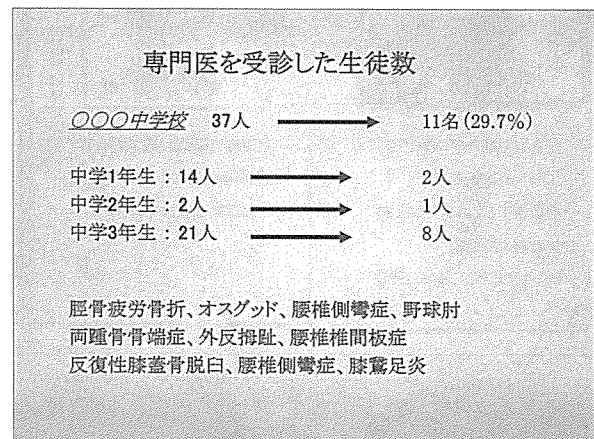 専門医を受診した生徒数
○○○中学校 37人 → 11名(29.7%)
中学1年生：14人 → 2人
中学2年生：2人 → 1人
中学3年生：21人 → 8人
脛骨疲労骨折、オスグッド、腰椎側彎症、野球肘
両踵骨骨端症、外反拇趾、腰椎椎間板症
反復性膝蓋骨脱臼、腰椎側彎症、膝鵞足炎